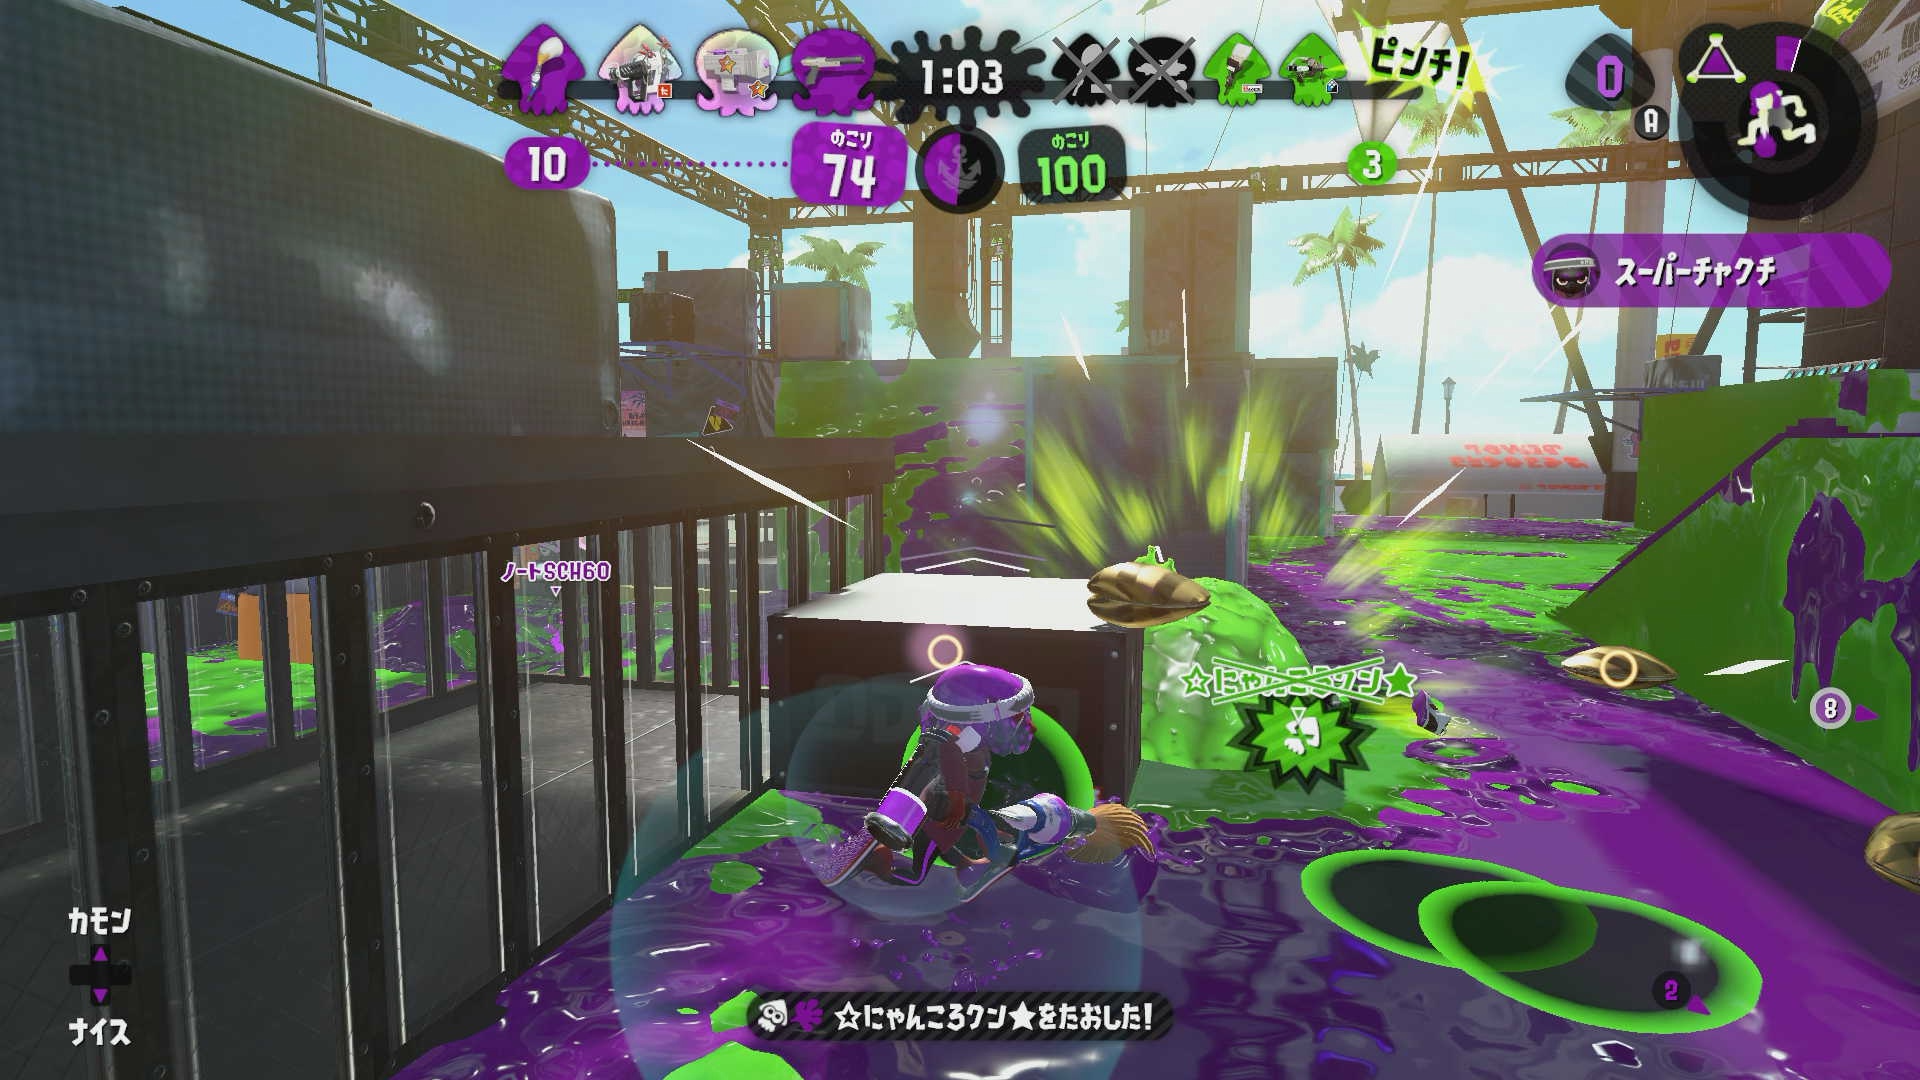 1:03
ピンチ!
0
A
10
のこり
74
のこり
100
3
スーパーチャクチ
ノートSCH60
☆にゃんころクン★
8
2
カモン
ナイス
☆にゃんころクン★をたおした!